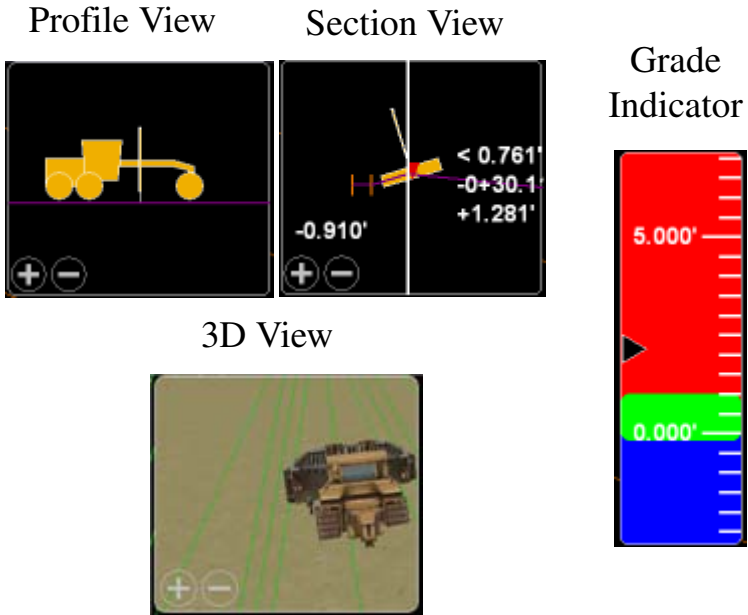 Profile View
Section View
Grade
Indicator
< 0.761'
-0+30.1'
+1.281'
-0.910'
5.000'
0.000'
3D View